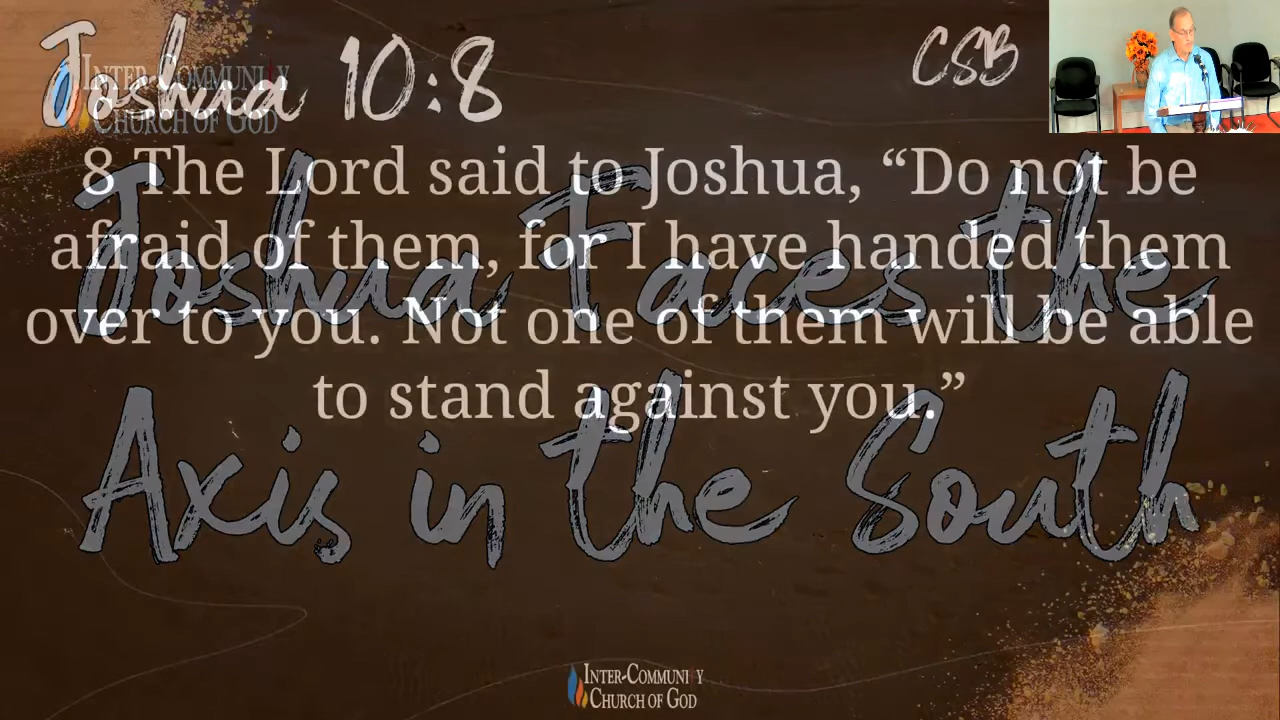 Joshua 10:8
CSB
INTER-COMMUNITY
CHURCH OF GOD
8 The Lord said to Joshua, “Do not be
afraid of them, for I have handed them
over to you. Not one of them will be able
to stand against you.”
Joshua Faces the
Axis in the South
INTER-COMMUNITY
CHURCH OF GOD